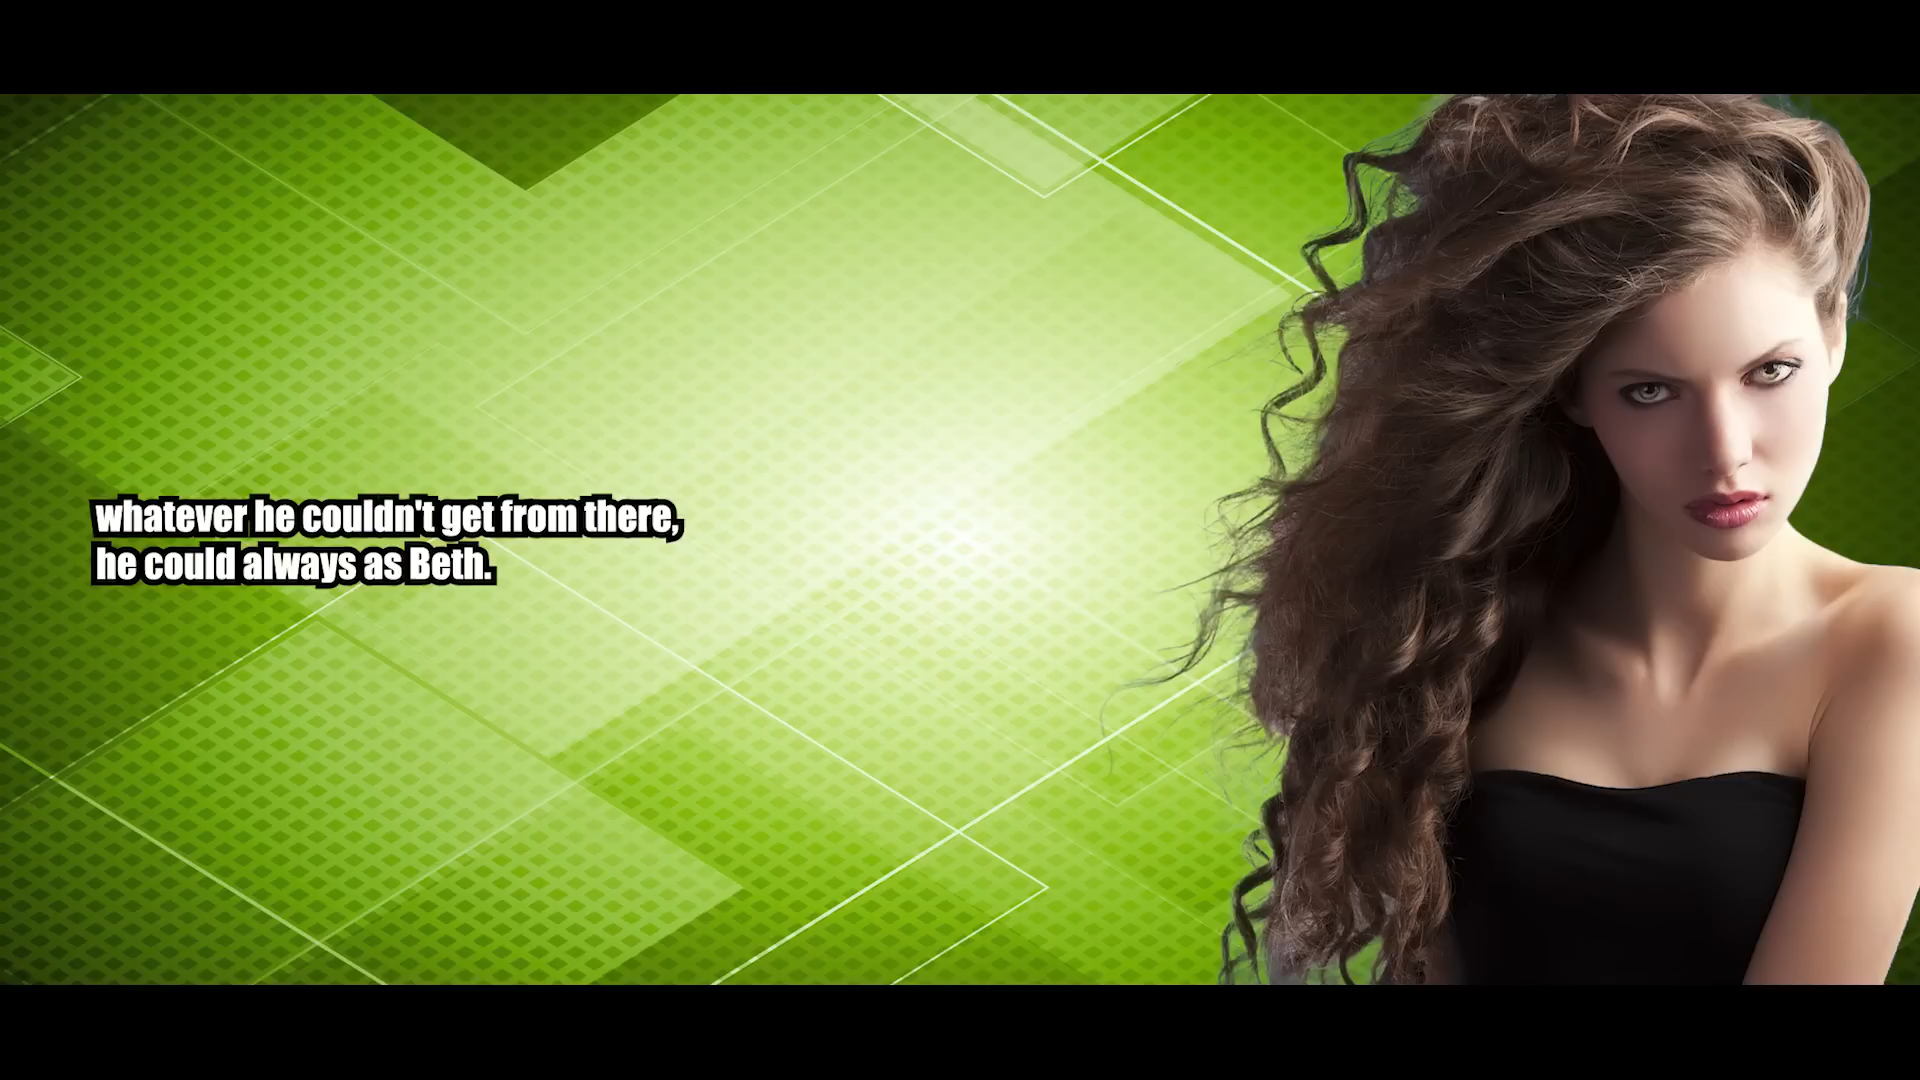 whatever he couldn't get from there,
he could always as Beth.